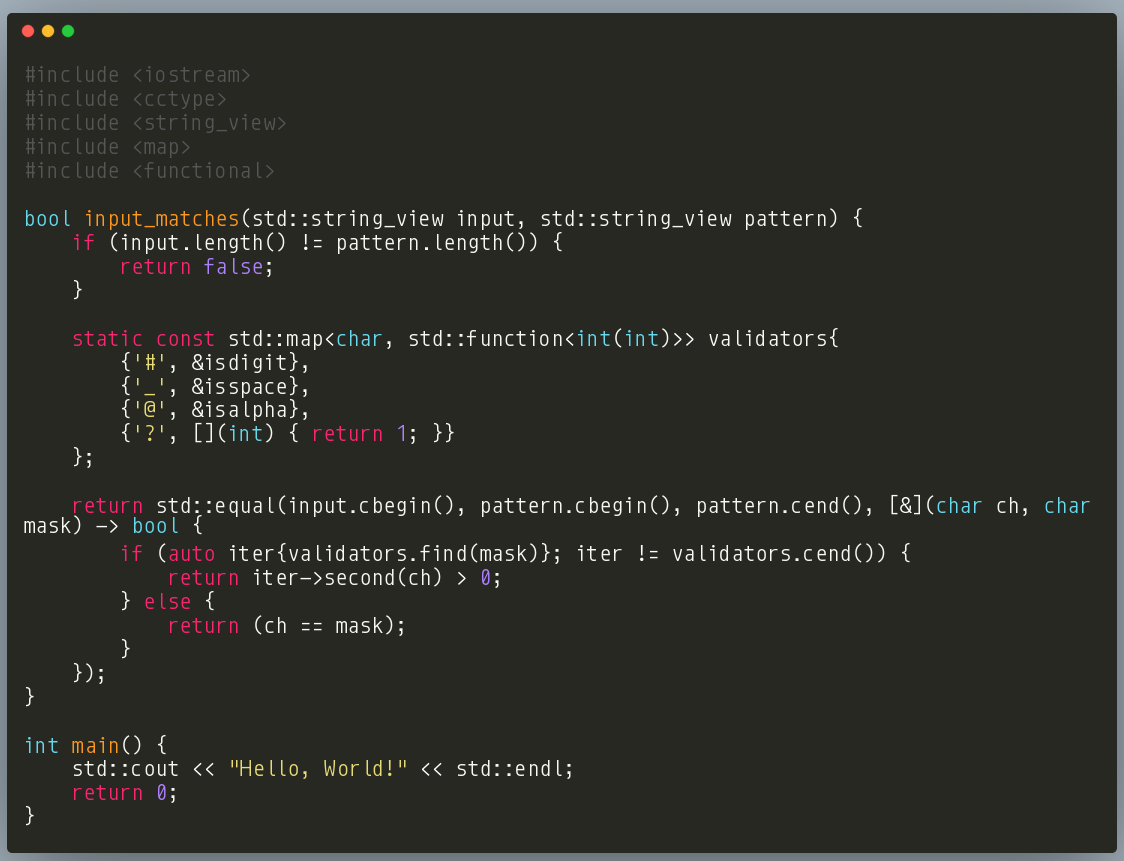 #include <iostream>
#include <cctype>
#include <string_view>
#include <map>
#include <functional>

bool input_matches(std::string_view input, std::string_view pattern) {
    if (input.length() != pattern.length()) {
        return false;
    }

    static const std::map<char, std::function<int(int)>> validators{
        {'#', &isdigit},
        {'_', &isspace},
        {'@', &isalpha},
        {'?', [](int) { return 1; }}
    };

    return std::equal(input.cbegin(), pattern.cbegin(), pattern.cend(), [&](char ch, char
mask) -> bool {
        if (auto iter{validators.find(mask)}; iter != validators.cend()) {
            return iter->second(ch) > 0;
        } else {
            return (ch == mask);
        }
    });
}

int main() {
    std::cout << "Hello, World!" << std::endl;
    return 0;
}